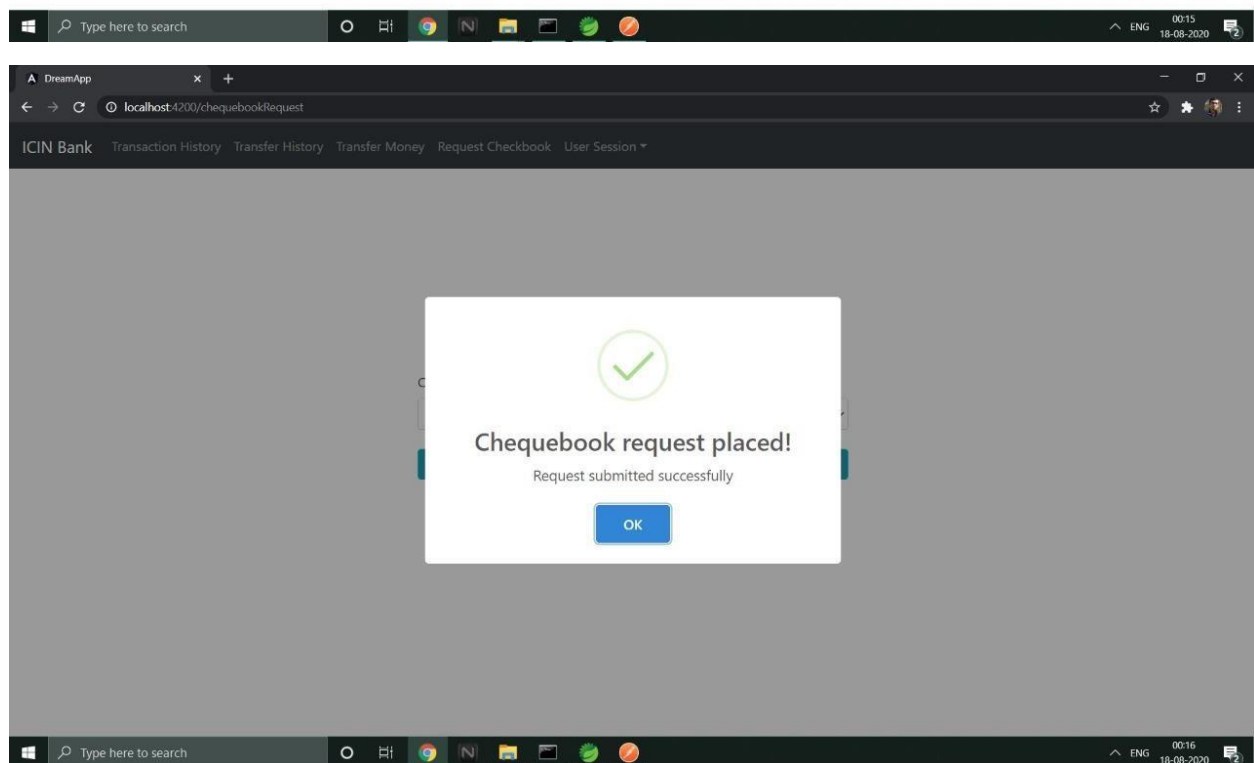 Type here to search
ENG
00:15
18-08-2020
2
A DreamApp
localhost:4200/chequebookRequest
ICIN Bank Transaction History Transfer History Transfer Money Request Checkbook User Session
C
Chequebook request placed!
Request submitted successfully
OK
Type here to search
ENG
00:16
18-08-2020
2